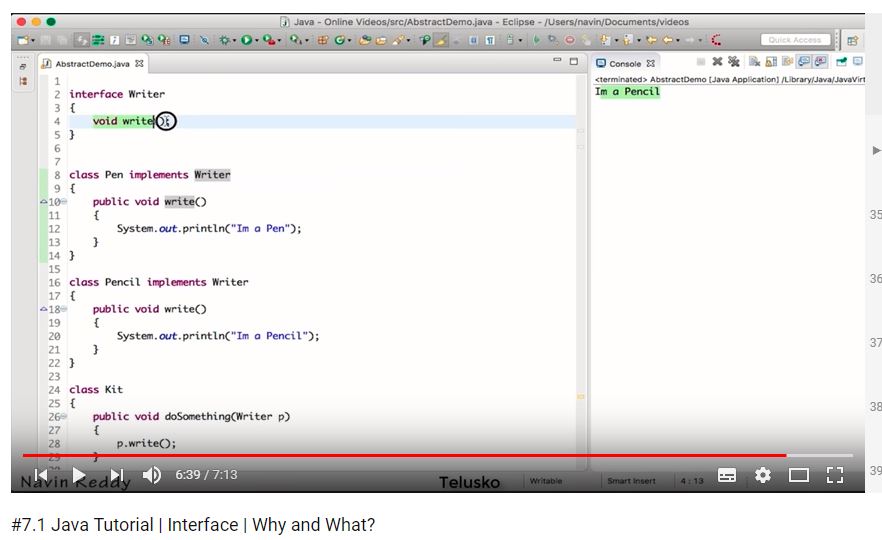 Java - Online Videos/src/AbstractDemo.java - Eclipse - /Users/navin/Documents/videos
Quick Access
AbstractDemo.java
1
2 interface Writer
3 {
4 void write();
5 }
6
7
8 class Pen implements Writer
9 {
10 public void write()
11 {
12 System.out.println("Im a Pen");
13 }
14 }
15
16 class Pencil implements Writer
17 {
18 public void write()
19 {
20 System.out.println("Im a Pencil");
21 }
22 }
23
24 class Kit
25 {
26 public void doSomething(Writer p)
27 {
28 p.write();
29 }
Console
<terminated> AbstractDemo [Java Application] /Library/Java/JavaVirt
Im a Pencil
35
36
37
38
39
6:39 / 7:13
Navin Reddy
Telusko
Writable
Smart Insert
4 : 13
#7.1 Java Tutorial | Interface | Why and What?